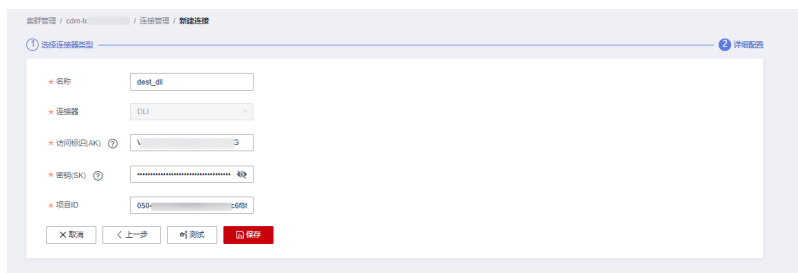 集群管理 / cdm-t / 连接管理 / 新建连接
1 选择连接器类型 2 详细配置
* 名称 dest_dli
* 连接器 DLI
* 访问标识(AK) ? V G
* 密钥(SK) ? ••••••••••••••••••••••••••••••••••
* 项目ID 050 c6f8f
取消 上一步 测试 保存